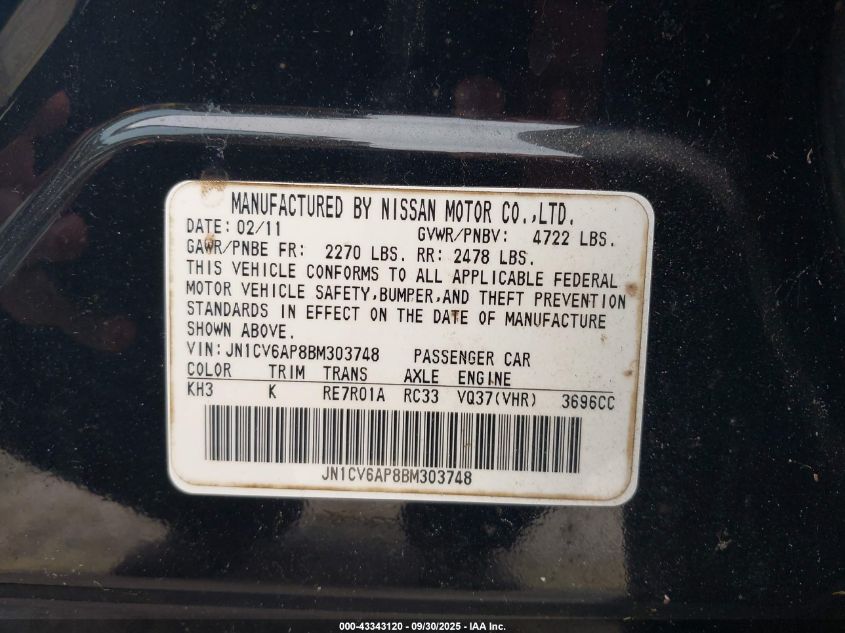 MANUFACTURED BY NISSAN MOTOR CO.,LTD.
DATE: 02/11 GVWR/PNBV: 4722 LBS.
GAWR/PNBE FR: 2270 LBS. RR: 2478 LBS.
THIS VEHICLE CONFORMS TO ALL APPLICABLE FEDERAL
MOTOR VEHICLE SAFETY,BUMPER,AND THEFT PREVENTION
STANDARDS IN EFFECT ON THE DATE OF MANUFACTURE
SHOWN ABOVE.
VIN:JN1CV6AP8BM303748 PASSENGER CAR
COLOR TRIM TRANS AXLE ENGINE
KH3 K RE7R01A RC33 VQ37(VHR) 3696CC
JN1CV6AP8BM303748
000-43343120 - 09/30/2025 - IAA Inc.